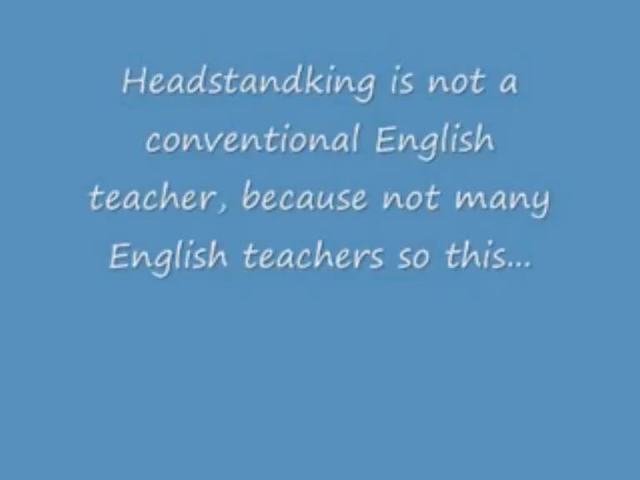 Headstandking is not a
conventional English
teacher, because not many
English teachers so this...